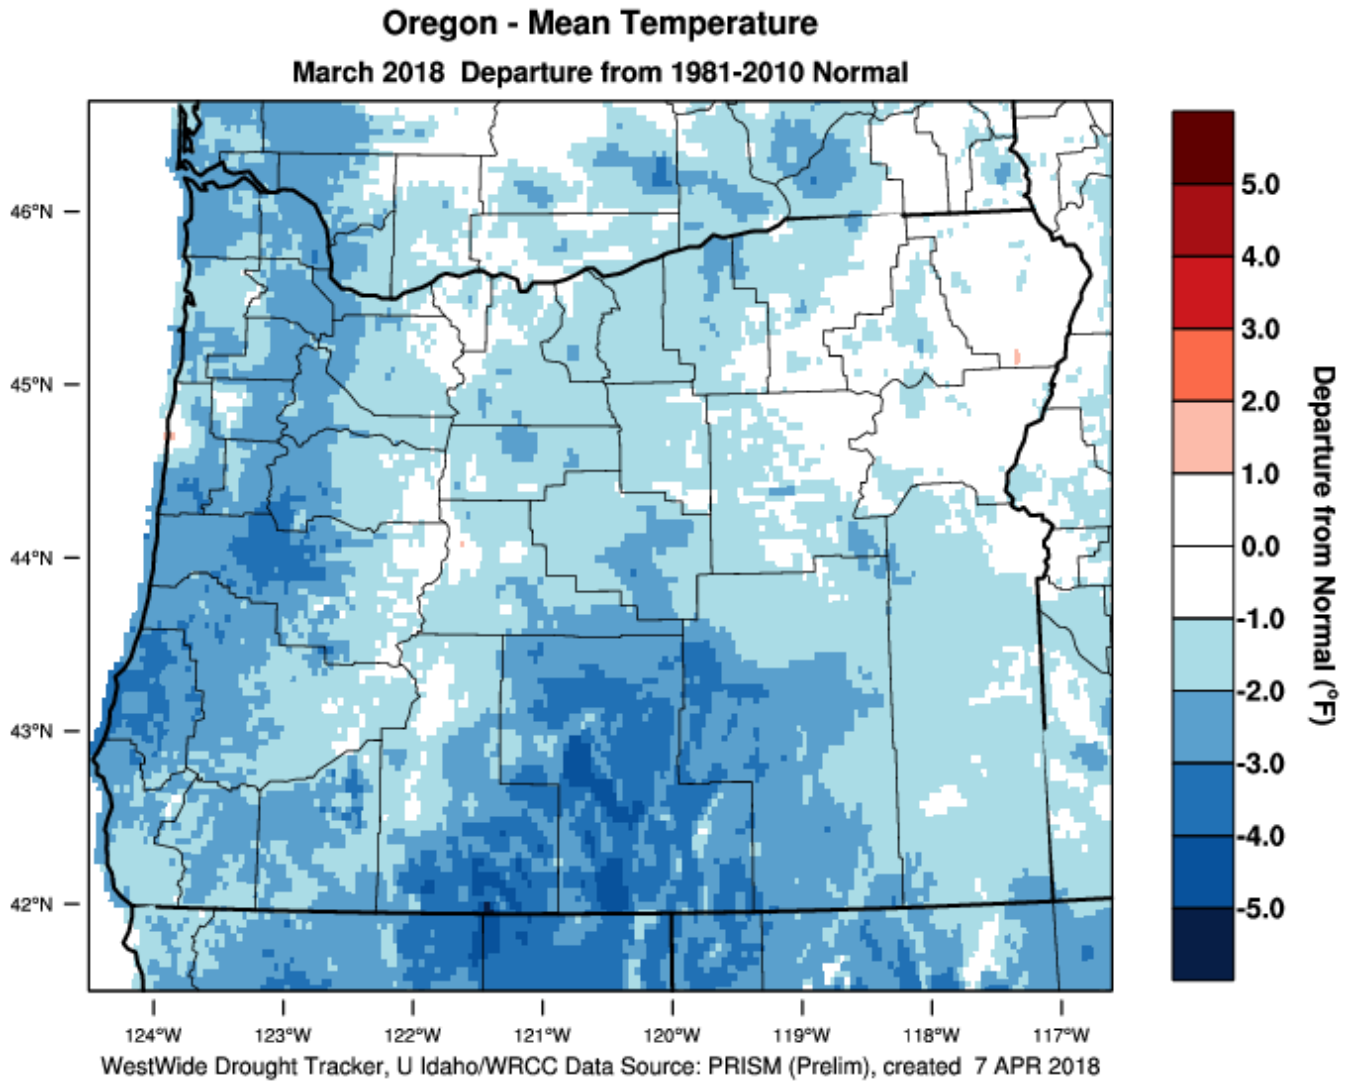 Oregon - Mean Temperature
March 2018 Departure from 1981-2010 Normal
46°N
45°N
44°N
43°N
42°N
124°W 123°W 122°W 121°W 120°W 119°W 118°W 117°W
5.0
4.0
3.0
2.0
1.0
0.0
-1.0
-2.0
-3.0
-4.0
-5.0
Departure from Normal (°F)
WestWide Drought Tracker, U Idaho/WRCC Data Source: PRISM (Prelim), created 7 APR 2018